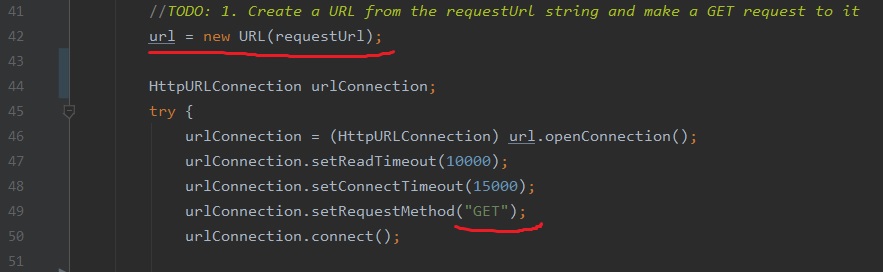 41 //TODO: 1. Create a URL from the requestUrl string and make a GET request to it
42 url = new URL(requestUrl);
43
44 HttpURLConnection urlConnection;
45 try {
46 urlConnection = (HttpURLConnection) url.openConnection();
47 urlConnection.setReadTimeout(10000);
48 urlConnection.setConnectTimeout(15000);
49 urlConnection.setRequestMethod("GET");
50 urlConnection.connect();
51